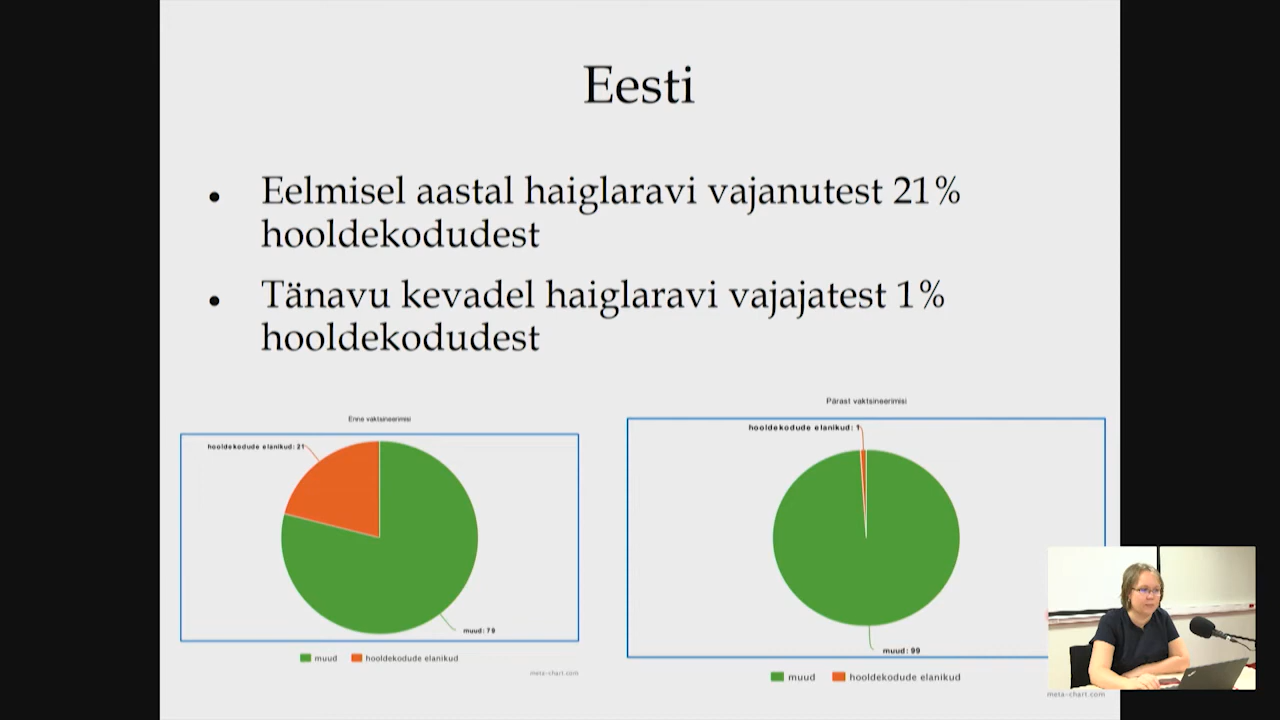 Eesti
• Eelmisel aastal haiglaravi vajanutest 21%
hooldekodudest
• Tänavu kevadel haiglaravi vajajatest 1%
hooldekodudest
Enne vaktsineerimisi
hooldekodude elanikud: 21
muud: 79
muud hooldekodude elanikud
meta-chart.com
Pärast vaktsineerimisi
hooldekodude elanikud: 1
muud: 99
muud hooldekodude elanikud
meta-chart.com